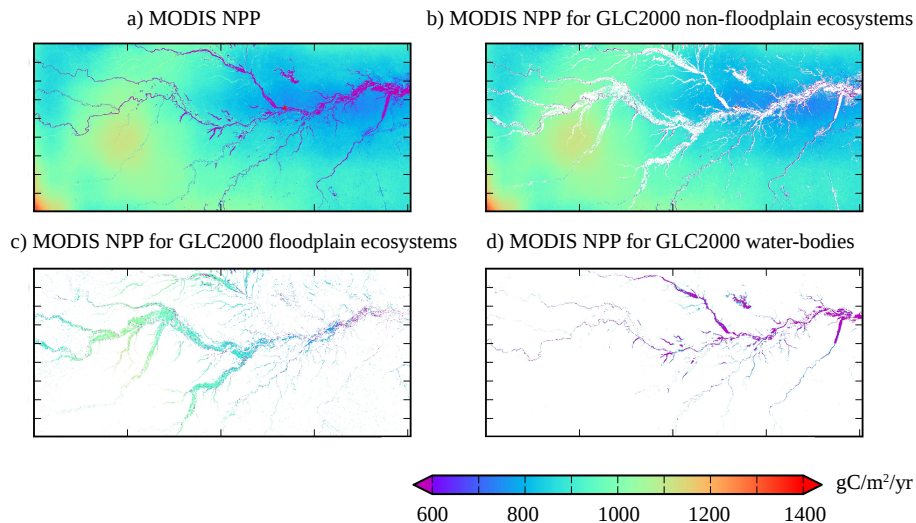 a) MODIS NPP
b) MODIS NPP for GLC2000 non-floodplain ecosystems
c) MODIS NPP for GLC2000 floodplain ecosystems
d) MODIS NPP for GLC2000 water-bodies
gC/m²/yr
600 800 1000 1200 1400